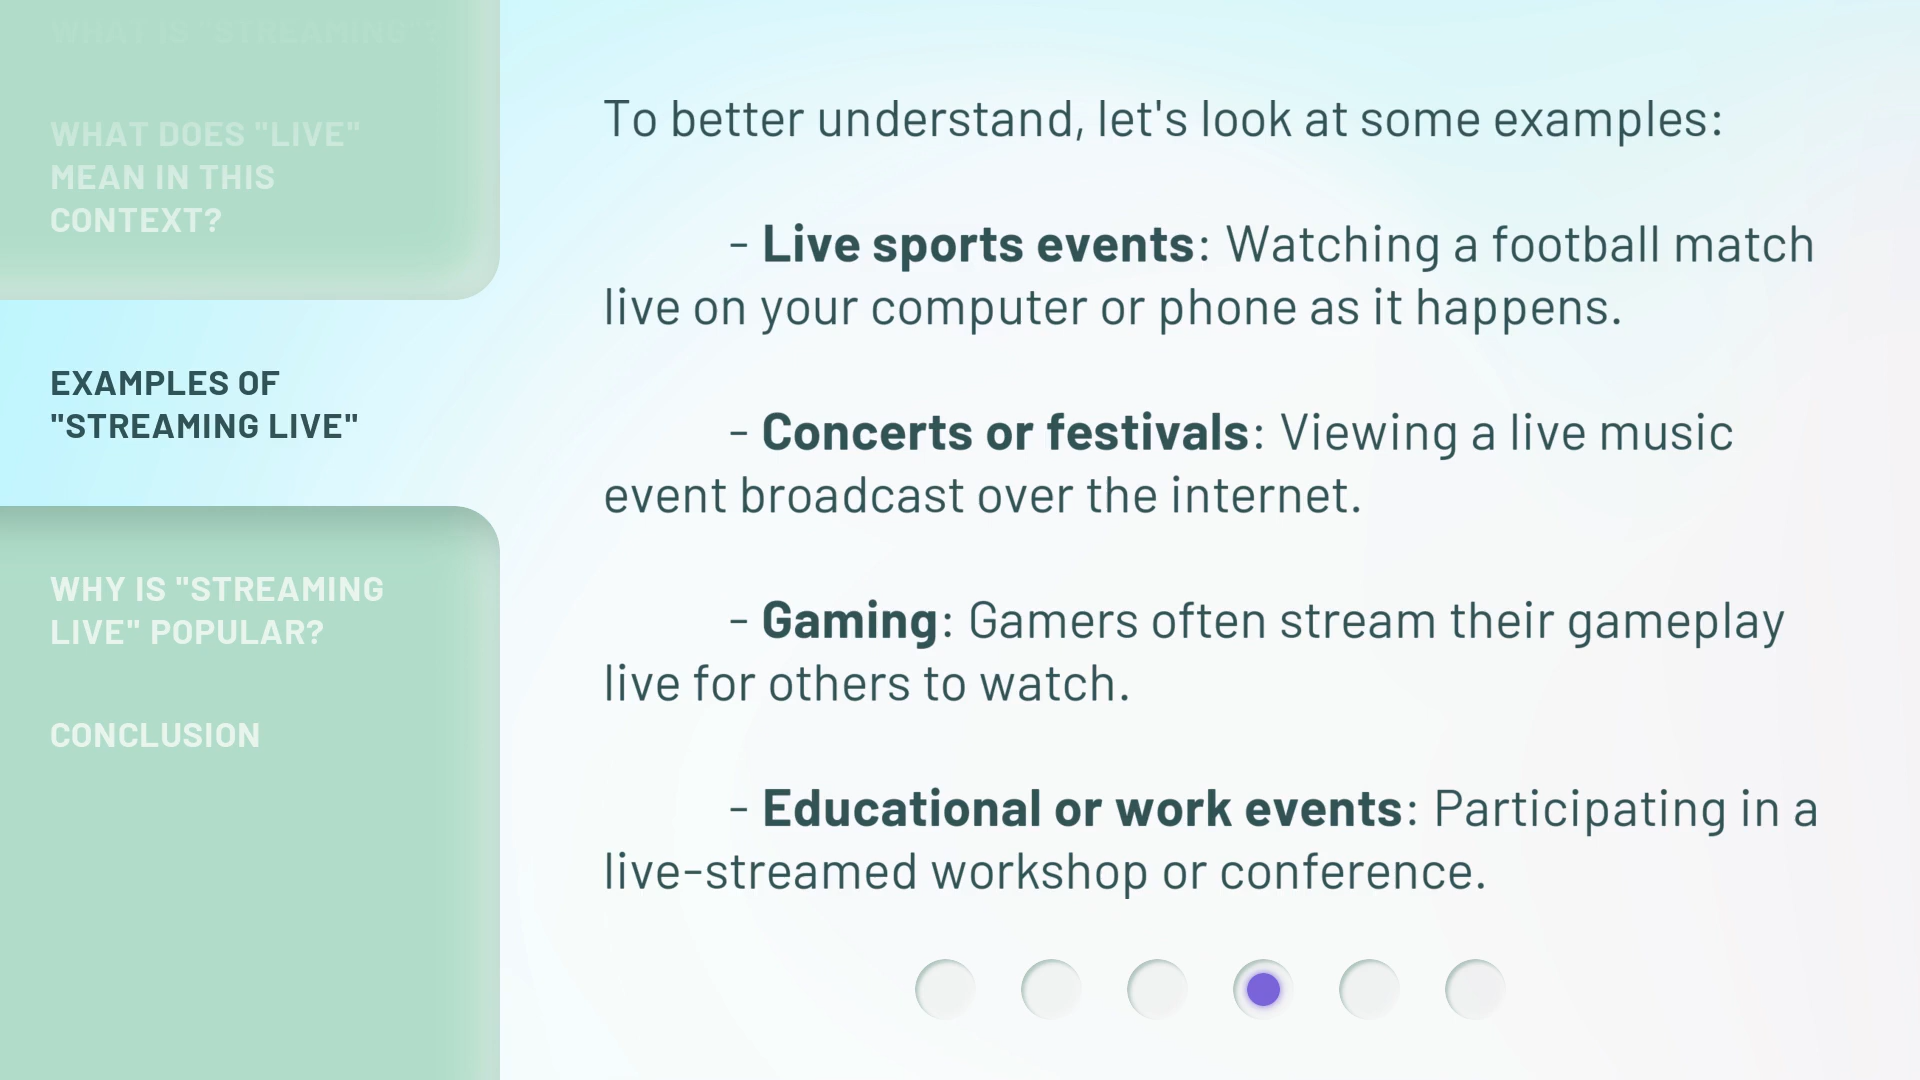 WHAT IS "STREAMING"?
WHAT DOES "LIVE"
MEAN IN THIS
CONTEXT?
EXAMPLES OF
"STREAMING LIVE"
WHY IS "STREAMING
LIVE" POPULAR?
CONCLUSION
To better understand, let's look at some examples:
- Live sports events: Watching a football match
live on your computer or phone as it happens.
- Concerts or festivals: Viewing a live music
event broadcast over the internet.
- Gaming: Gamers often stream their gameplay
live for others to watch.
- Educational or work events: Participating in a
live-streamed workshop or conference.